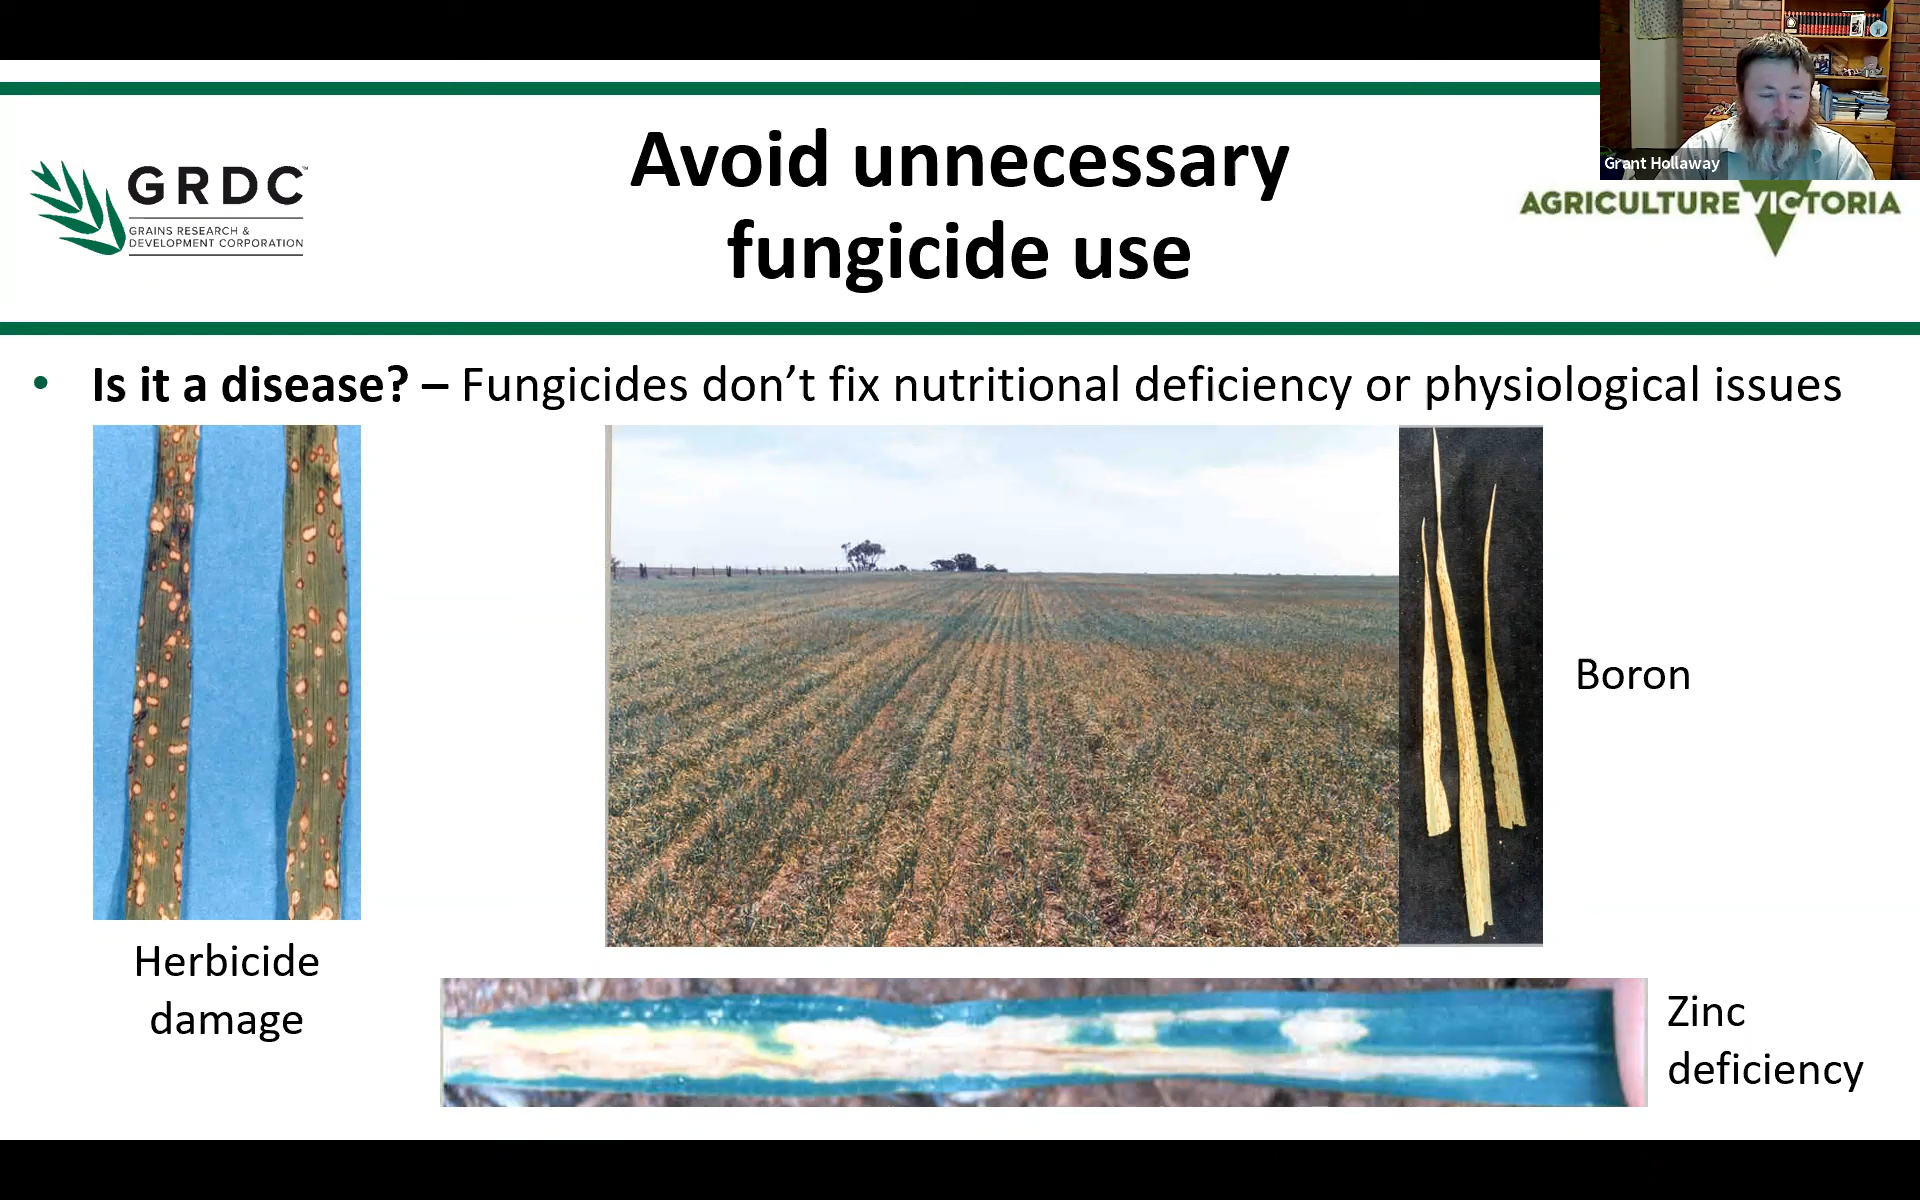 Avoid unnecessary
fungicide use
GRDC™
GRAINS RESEARCH &
DEVELOPMENT CORPORATION
Grant Hollaway
AGRICULTURE VICTORIA
• Is it a disease? – Fungicides don’t fix nutritional deficiency or physiological issues
Herbicide
damage
Boron
Zinc
deficiency